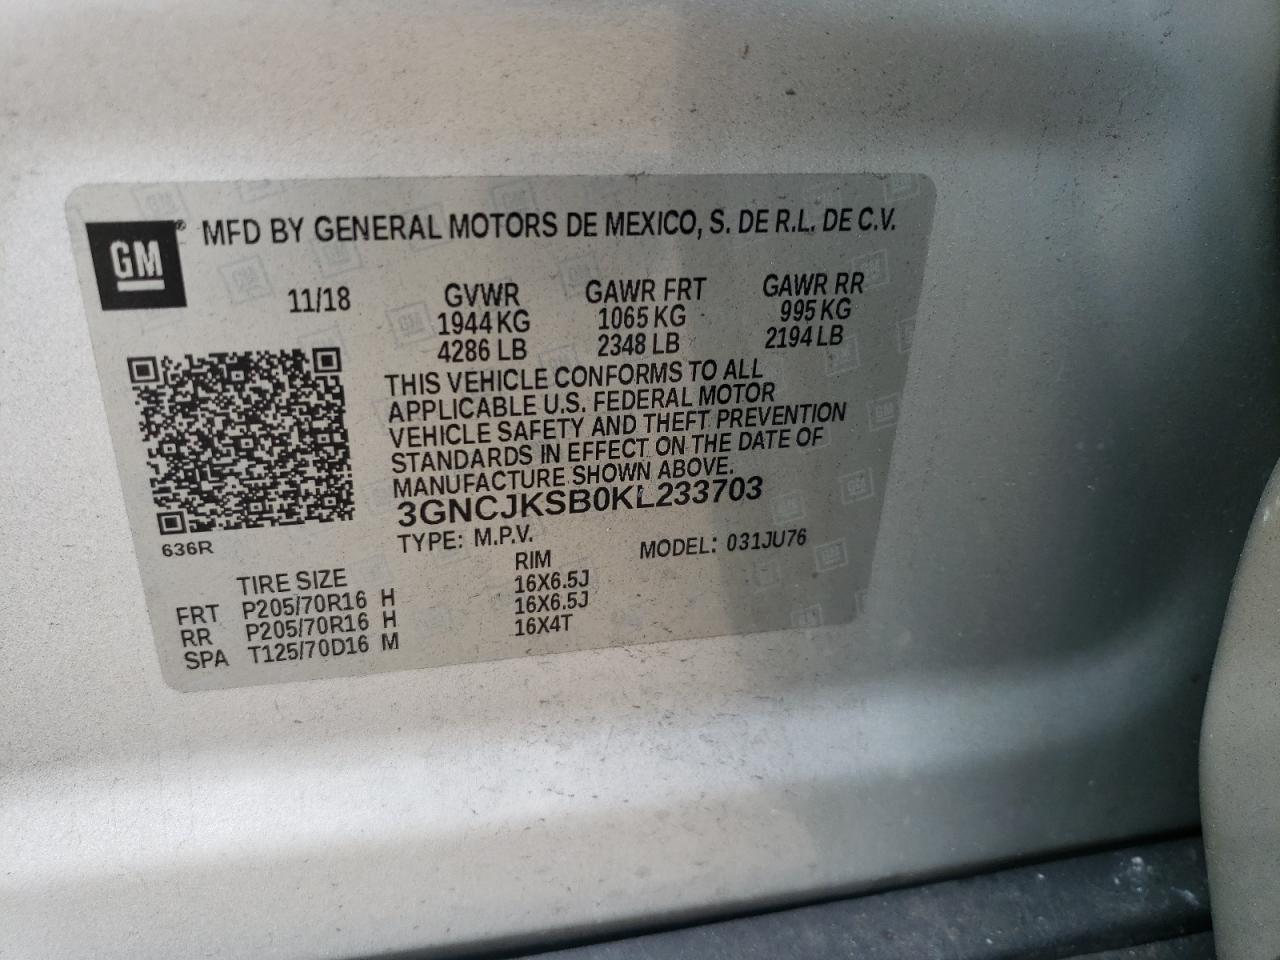 GM
® MFD BY GENERAL MOTORS DE MEXICO, S. DE R.L. DE C.V.
11/18 GVWR GAWR FRT GAWR RR
1944 KG 1065 KG 995 KG
4286 LB 2348 LB 2194 LB
THIS VEHICLE CONFORMS TO ALL
APPLICABLE U.S. FEDERAL MOTOR
VEHICLE SAFETY AND THEFT PREVENTION
STANDARDS IN EFFECT ON THE DATE OF
MANUFACTURE SHOWN ABOVE.
3GNCJKSB0KL233703
636R
TYPE: M.P.V. MODEL: 031JU76
TIRE SIZE RIM
FRT P205/70R16 H 16X6.5J
RR P205/70R16 H 16X6.5J
SPA T125/70D16 M 16X4T